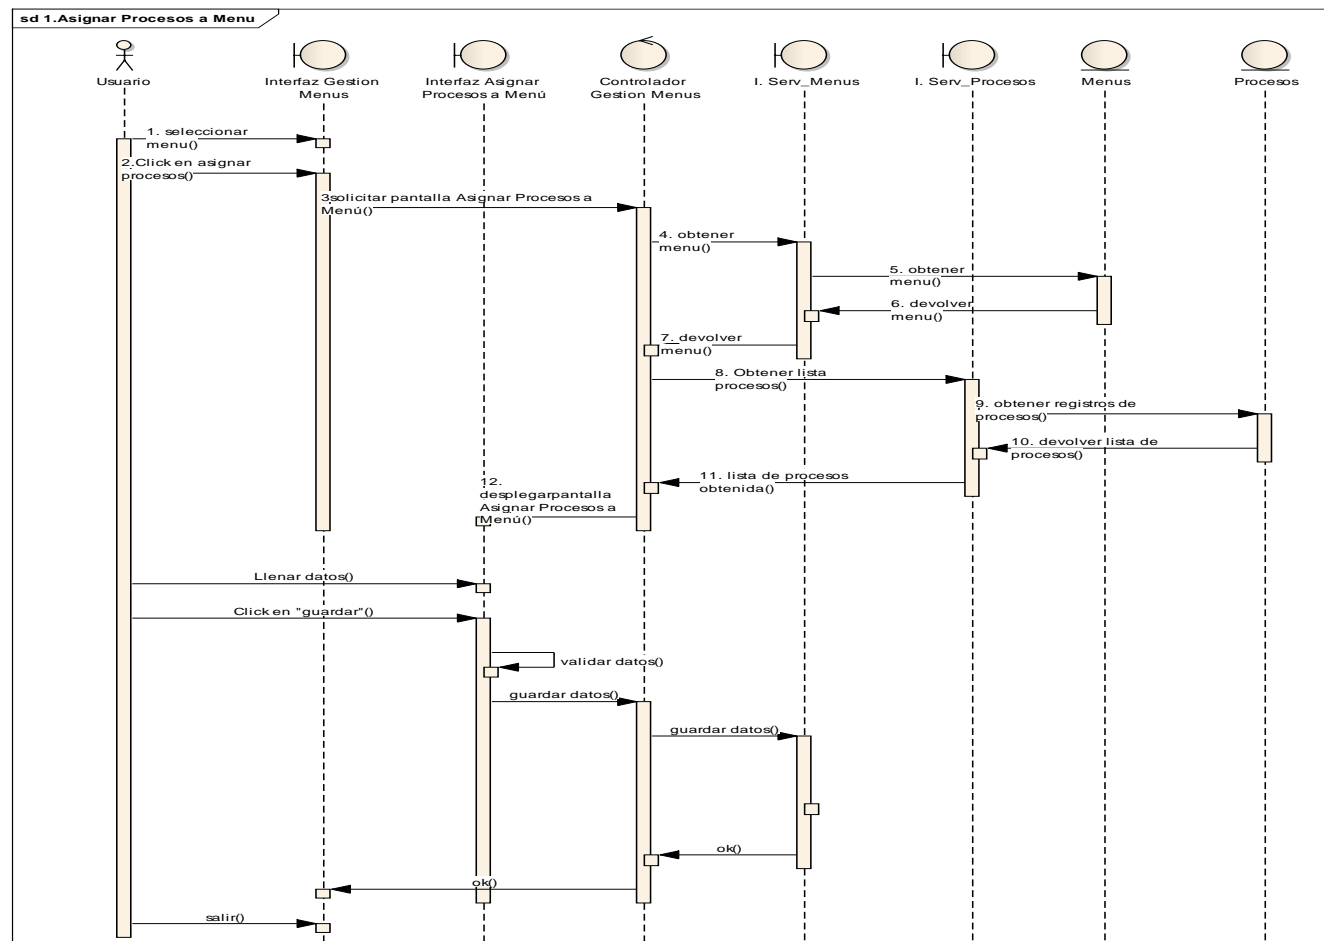 sd 1.Asignar Procesos a Menu
Usuario
Interfaz Gestion
Menus
Interfaz Asignar
Procesos a Menú
Controlador
Gestion Menus
I. Serv_Menus
I. Serv_Procesos
Menus
Procesos
1. seleccionar
menu()
2.Click en asignar
procesos()
3solicitar pantalla Asignar Procesos a
Menú()
4. obtener
menu()
5. obtener
menu()
6. devolver
menu()
7. devolver
menu()
8. Obtener lista
procesos()
9. obtener registros de
procesos()
10. devolver lista de
procesos()
11. lista de procesos
obtenida()
12.
desplegarpantalla
Asignar Procesos a
Menú()
Llenar datos()
Click en "guardar"()
validar datos()
guardar datos()
guardar datos()
ok()
ok()
salir()